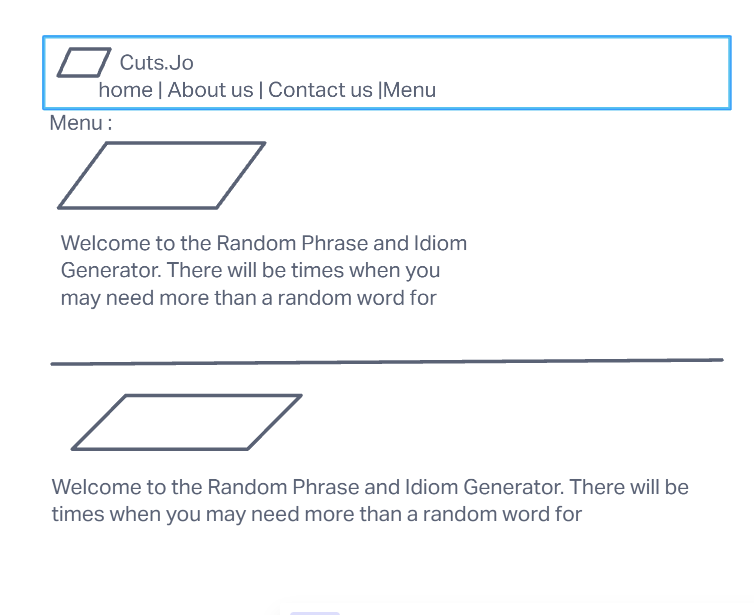 Cuts.Jo
home | About us | Contact us |Menu
Menu :
Welcome to the Random Phrase and Idiom
Generator. There will be times when you
may need more than a random word for
Welcome to the Random Phrase and Idiom Generator. There will be
times when you may need more than a random word for